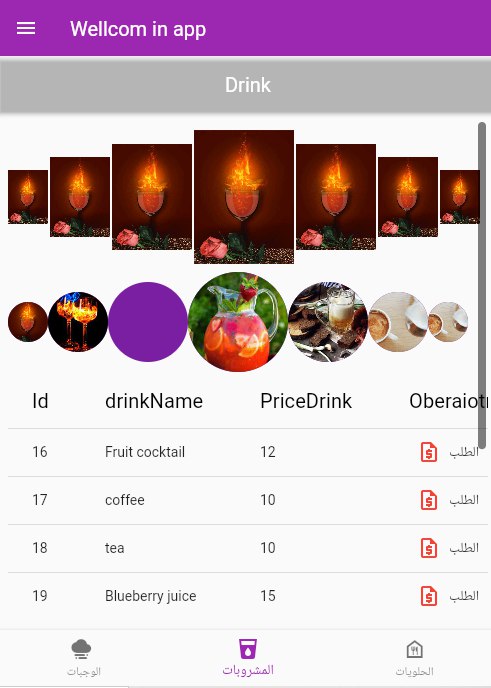 Wellcom in app
Drink
Id drinkName PriceDrink Oberaiot
16 Fruit cocktail 12 الطلب
17 coffee 10 الطلب
18 tea 10 الطلب
19 Blueberry juice 15 الطلب
الوجبات المشروبات الحلويات